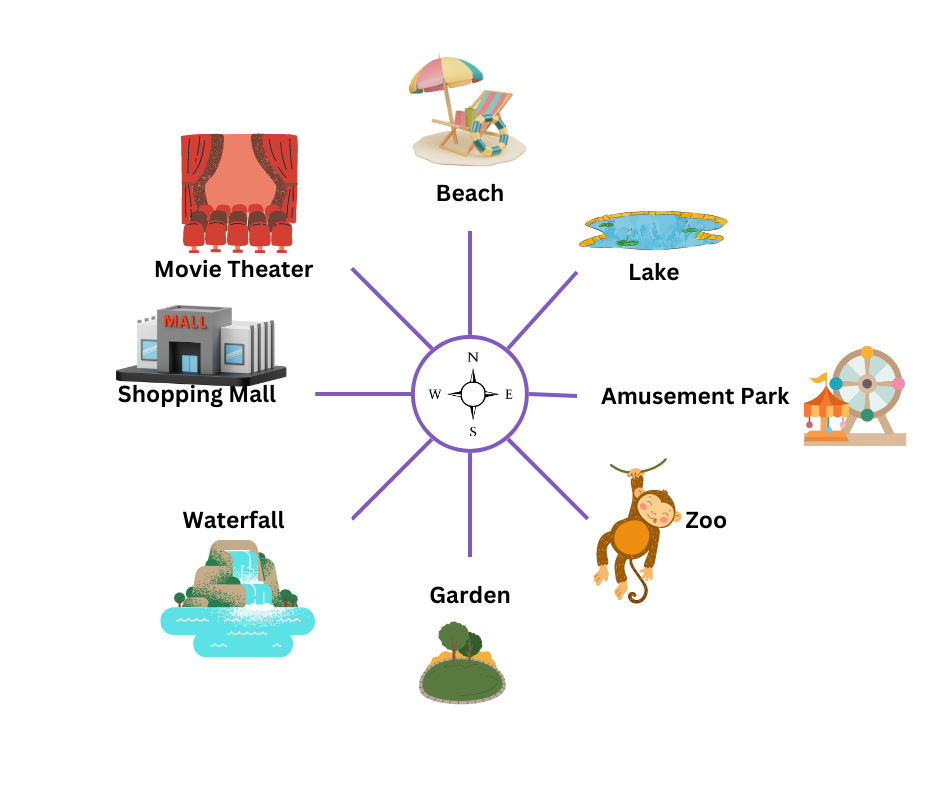 Beach
Movie Theater
Lake
MALL
Shopping Mall
N
W
E
S
Amusement Park
Waterfall
Zoo
Garden